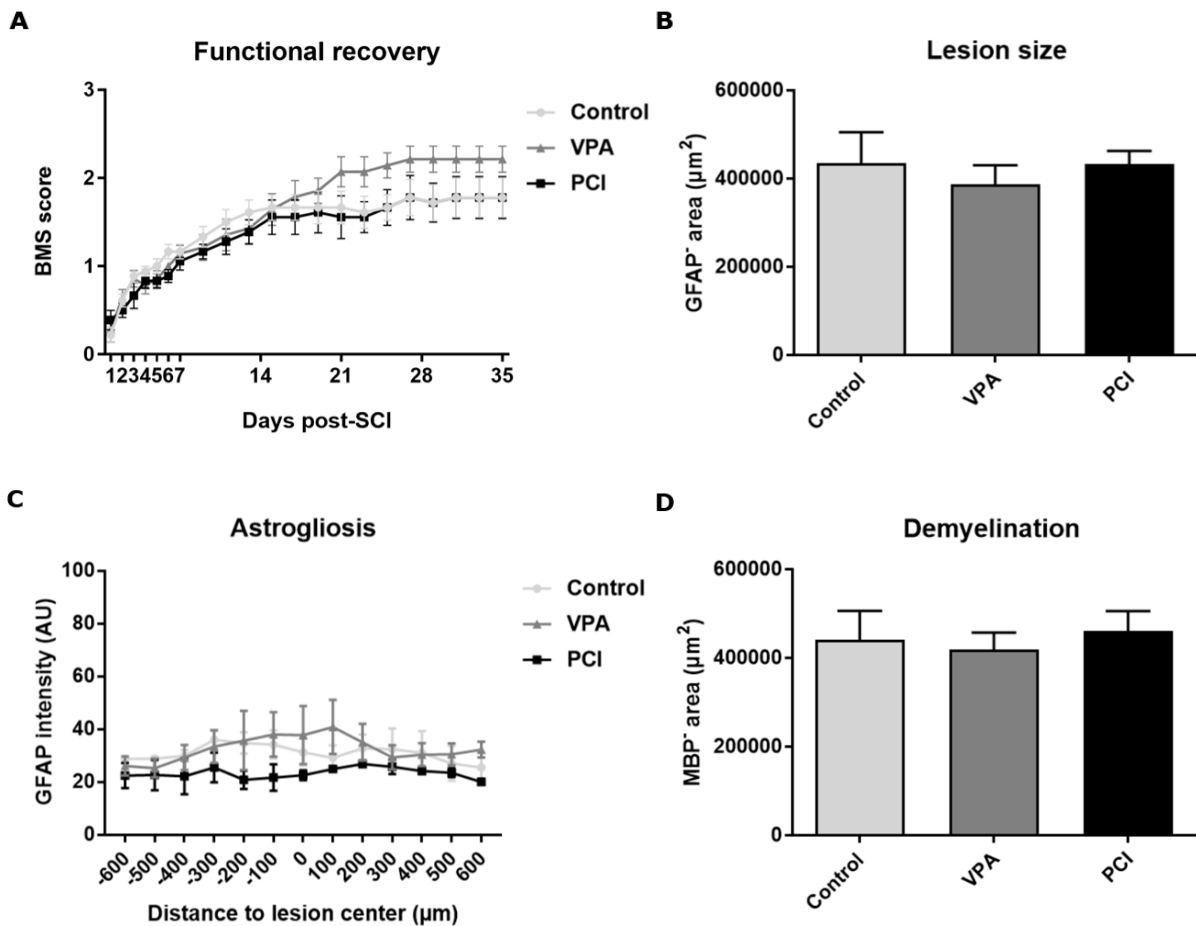 A
Functional recovery
3
2
1
0
BMS score
1234567 14 21 28 35
Days post-SCI
Control
VPA
PCI
B
Lesion size
600000
400000
200000
0
GFAP⁻ area (µm²)
Control
VPA
PCI
C
Astrogliosis
100
80
60
40
20
0
GFAP intensity (AU)
-600 -500 -400 -300 -200 -100 0 100 200 300 400 500 600
Distance to lesion center (µm)
Control
VPA
PCI
D
Demyelination
600000
400000
200000
0
MBP⁻ area (µm²)
Control
VPA
PCI